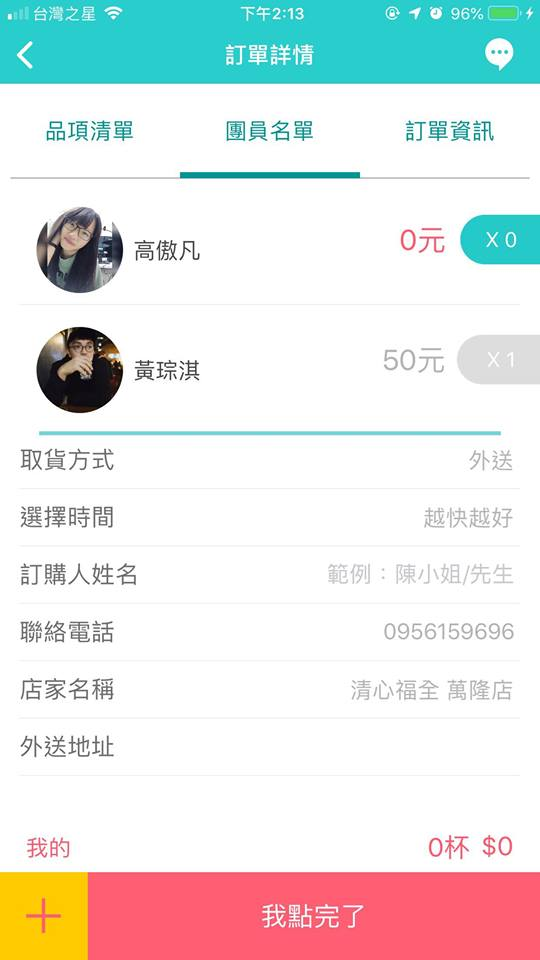 台灣之星 下午2:13 96%
訂單詳情
品項清單 團員名單 訂單資訊
高傲凡 0元 X 0
黃琮淇 50元 X 1
取貨方式 外送
選擇時間 越快越好
訂購人姓名 範例：陳小姐/先生
聯絡電話 0956159696
店家名稱 清心福全 萬隆店
外送地址
我的 0杯 $0
我點完了